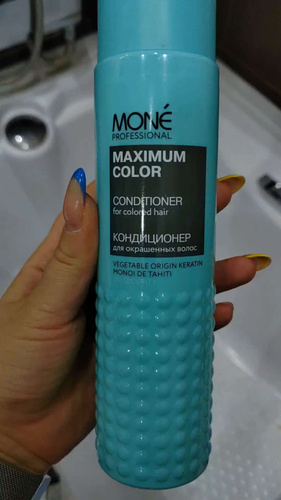 MONÉ
PROFESSIONAL
MAXIMUM
COLOR
CONDITIONER
for colored hair
КОНДИЦИОНЕР
для окрашенных волос
VEGETABLE ORIGIN KERATIN
MONOI DE TAHITI